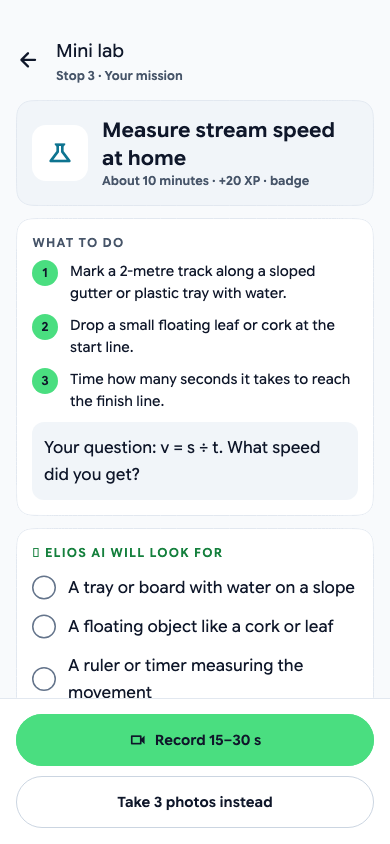 Mini lab
Stop 3 · Your mission
Measure stream speed
at home
About 10 minutes · +20 XP · badge
WHAT TO DO
1 Mark a 2-metre track along a sloped
gutter or plastic tray with water.
2 Drop a small floating leaf or cork at the
start line.
3 Time how many seconds it takes to reach
the finish line.
Your question: v = s ÷ t. What speed
did you get?
ELIOS AI WILL LOOK FOR
A tray or board with water on a slope
A floating object like a cork or leaf
A ruler or timer measuring the
movement
Record 15–30 s
Take 3 photos instead